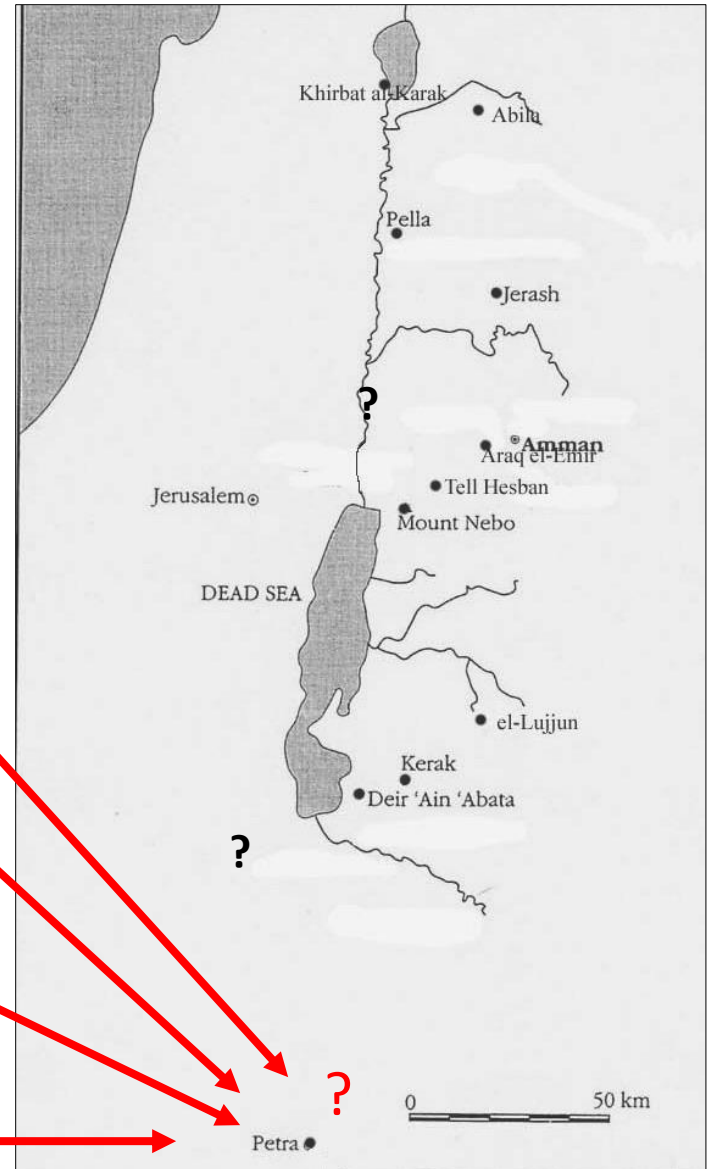 Khirbat al-Karak
Abila
Pella
Jerash
?
Amman
Araq el-Emir
Tell Hesban
Jerusalem
Mount Nebo
DEAD SEA
el-Lujjun
Kerak
Deir ‘Ain ‘Abata
?
?
0 50 km
Petra